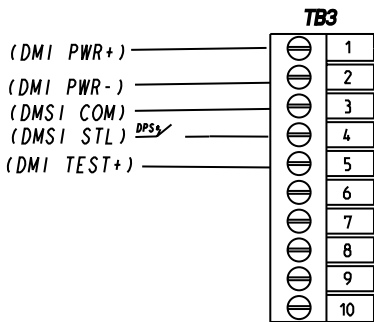 TB3
(DMI PWR+) 1
(DMI PWR-) 2
(DMSI COM) 3
(DMSI STL) DPS 4
(DMI TEST+) 5
6
7
8
9
10